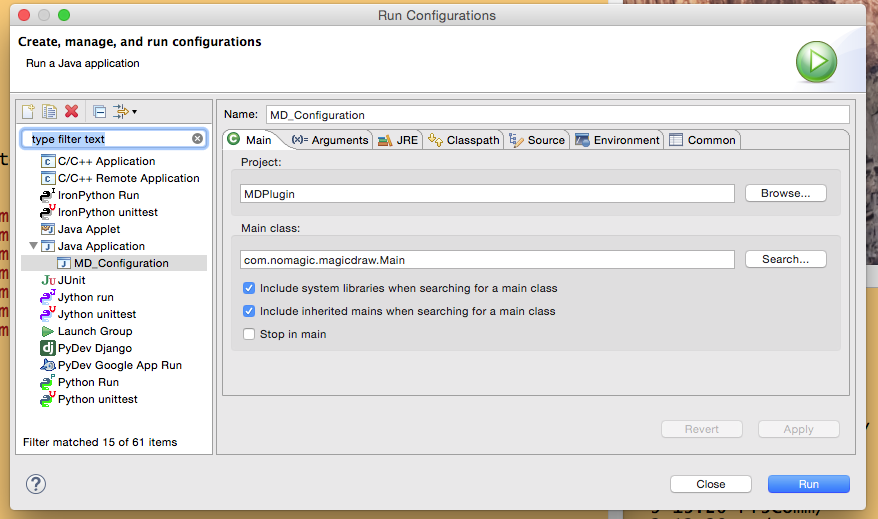 Run Configurations
Create, manage, and run configurations
Run a Java application
type filter text
C/C++ Application
C/C++ Remote Application
IronPython Run
IronPython unittest
Java Applet
Java Application
MD_Configuration
JUnit
Jython run
Jython unittest
Launch Group
PyDev Django
PyDev Google App Run
Python Run
Python unittest
Filter matched 15 of 61 items
Name: MD_Configuration
Main (x)= Arguments JRE Classpath Source Environment Common
Project:
MDPlugin Browse...
Main class:
com.nomagic.magicdraw.Main Search...
Include system libraries when searching for a main class
Include inherited mains when searching for a main class
Stop in main
Revert Apply
? Close Run